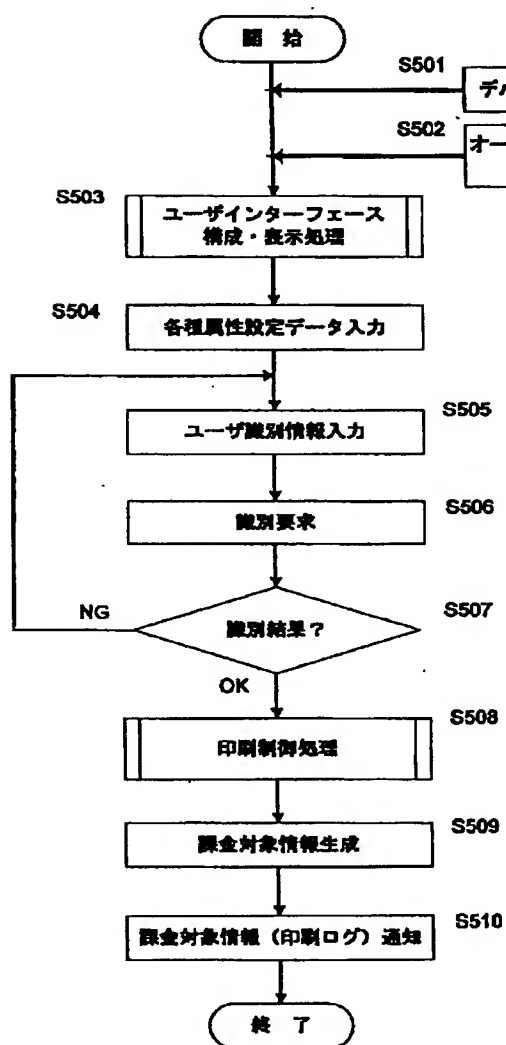 開 始
S501
デバ
S502
オー
S503
ユーザインターフェース
構成・表示処理
S504
各種属性設定データ入力
S505
ユーザ識別情報入力
S506
識別要求
S507
NG
識別結果？
OK
S508
印刷制御処理
S509
課金対象情報生成
S510
課金対象情報（印刷ログ）通知
終 了